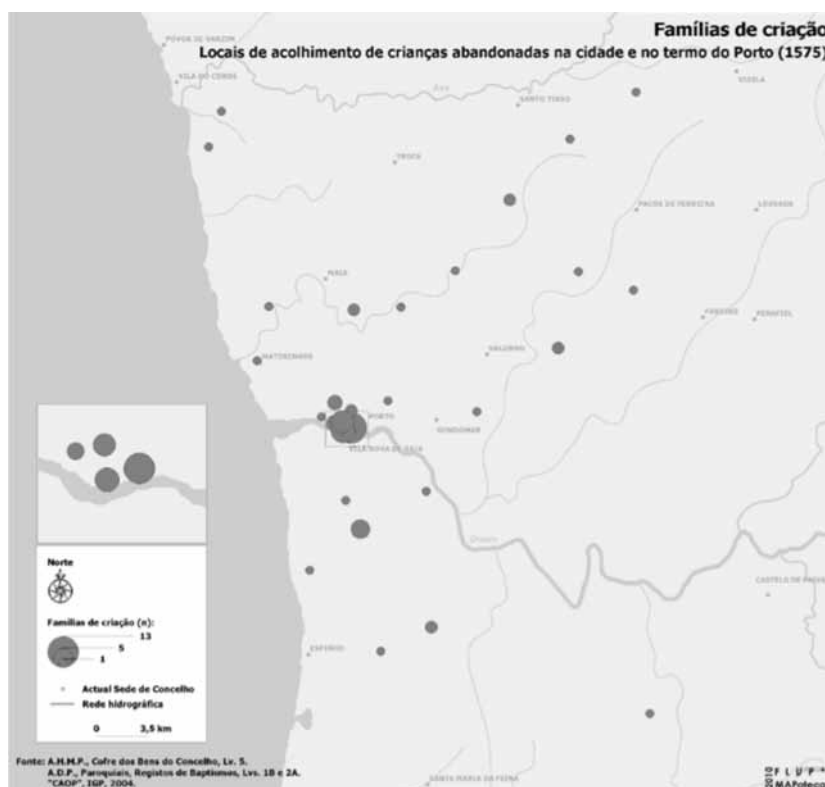 Famílias de criação
Locais de acolhimento de crianças abandonadas na cidade e no termo do Porto (1575)
PÓVOA DE VARZIM
VILA DO CONDE
Ave
SANTO TIRSO
VIZELA
TROFA
PAÇOS DE FERREIRA
LOUSADA
MAIA
PAREDES
PENAFIEL
VALONGO
MATOSINHOS
PORTO
GONDOMAR
VILA NOVA DE GAIA
Douro
CASTELO DE PAIVA
ESPINHO
SANTA MARIA DA FEIRA
Norte
Famílias de criação (n):
13
5
1
Actual Sede de Concelho
Rede hidrográfica
0 3,5 km
Fonte: A.H.M.P., Cofre dos Bens do Concelho, Lv. 5.
A.D.P., Paroquiais, Registos de Baptismos, Lvs. 1B e 2A.
"CAOP", IGP, 2004.
2010
F L U P
MAPoteca